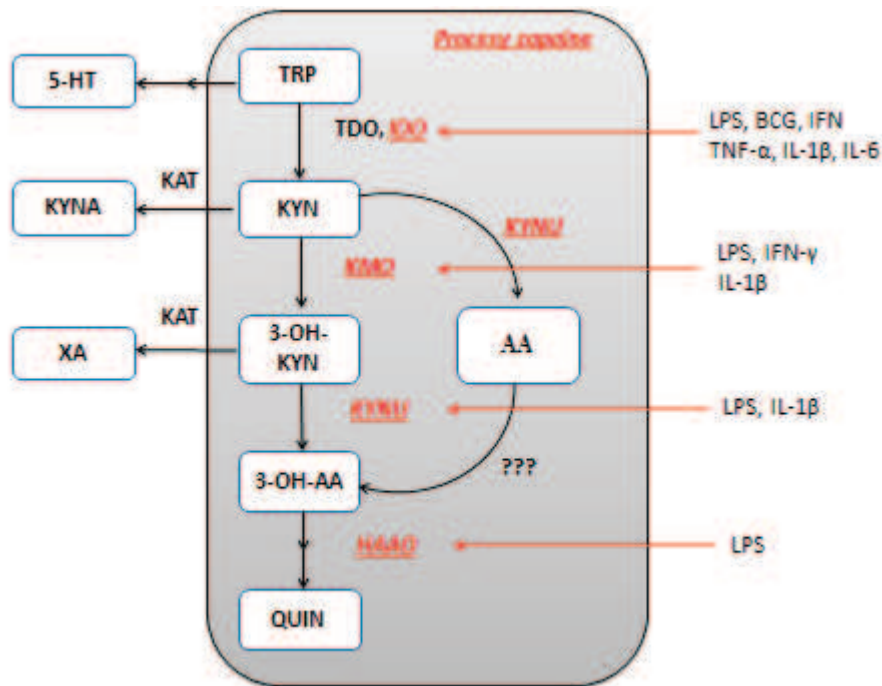 Procesy zapalne
5-HT
TRP
TDO, IDO
LPS, BCG, IFN
TNF-α, IL-1β, IL-6
KAT
KYNA
KYN
KYNU
KMO
LPS, IFN-γ
IL-1β
KAT
XA
3-OH-
KYN
AA
KYNU
LPS, IL-1β
???
3-OH-AA
HAAO
LPS
QUIN